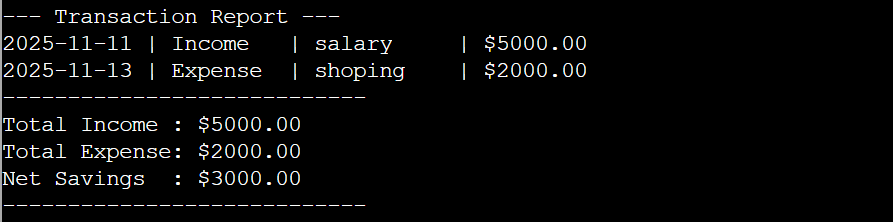 --- Transaction Report ---
2025-11-11 | Income   | salary     | $5000.00
2025-11-13 | Expense  | shoping    | $2000.00
----------------------------
Total Income : $5000.00
Total Expense: $2000.00
Net Savings  : $3000.00
----------------------------